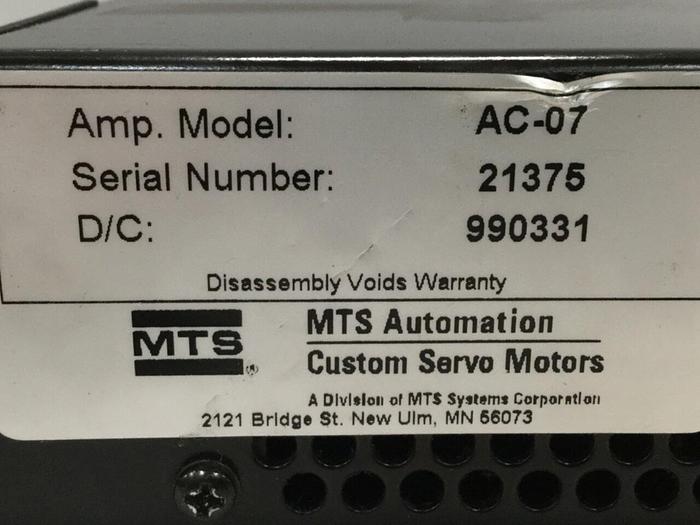 Amp. Model: AC-07
Serial Number: 21375
D/C: 990331
Disassembly Voids Warranty
MTS ®
MTS Automation
Custom Servo Motors
A Division of MTS Systems Corporation
2121 Bridge St. New Ulm, MN 56073